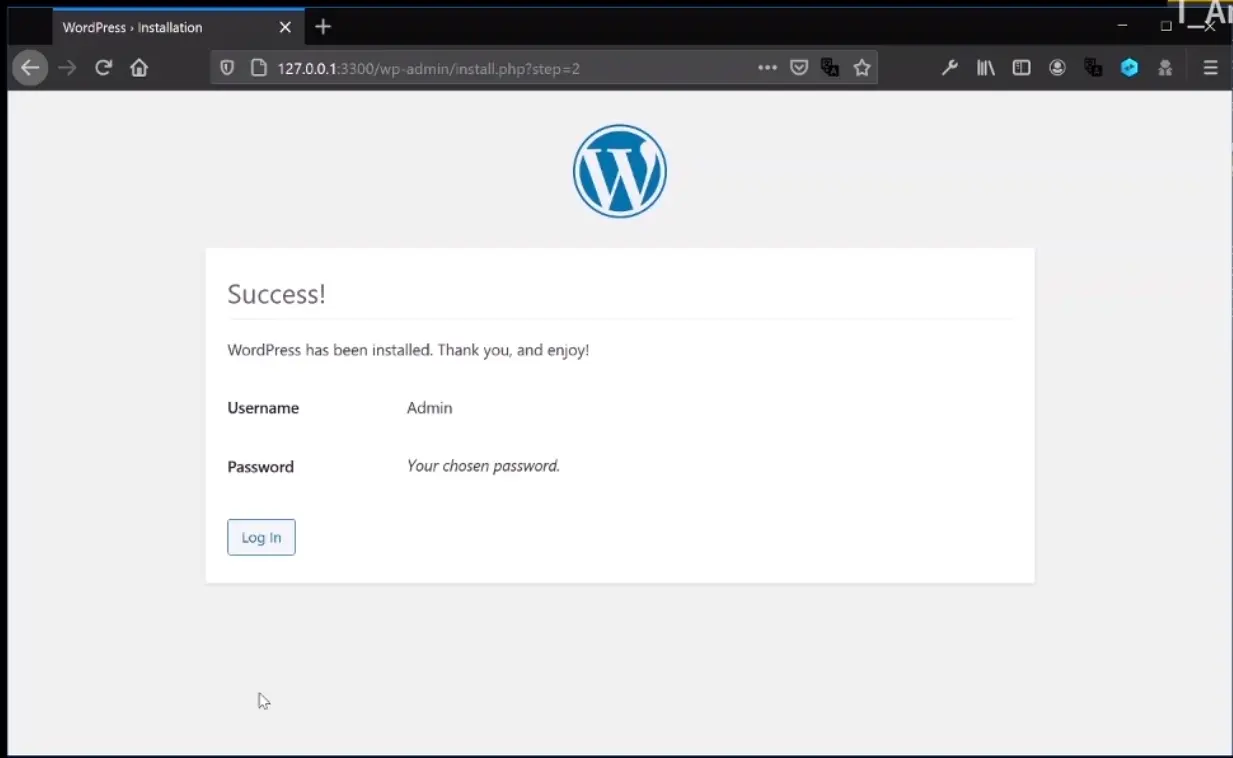 WordPress › Installation
127.0.0.1:3300/wp-admin/install.php?step=2
Success!
WordPress has been installed. Thank you, and enjoy!
Username Admin
Password Your chosen password.
Log In